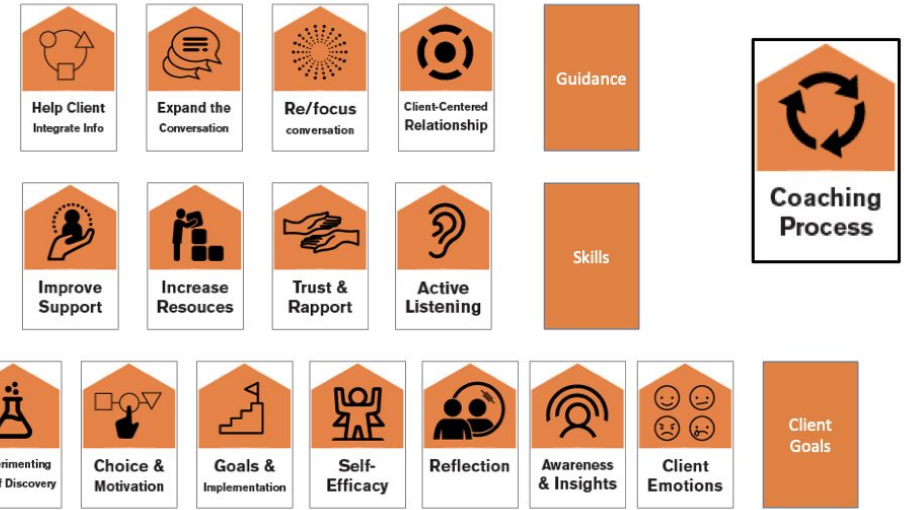 Help Client
Integrate Info
Expand the
Conversation
Re/focus
conversation
Client-Centered
Relationship
Guidance
Coaching
Process
Improve
Support
Increase
Resouces
Trust &
Rapport
Active
Listening
Skills
erimenting
f Discovery
Choice &
Motivation
Goals &
Implementation
Self-
Efficacy
Reflection
Awareness
& Insights
Client
Emotions
Client
Goals